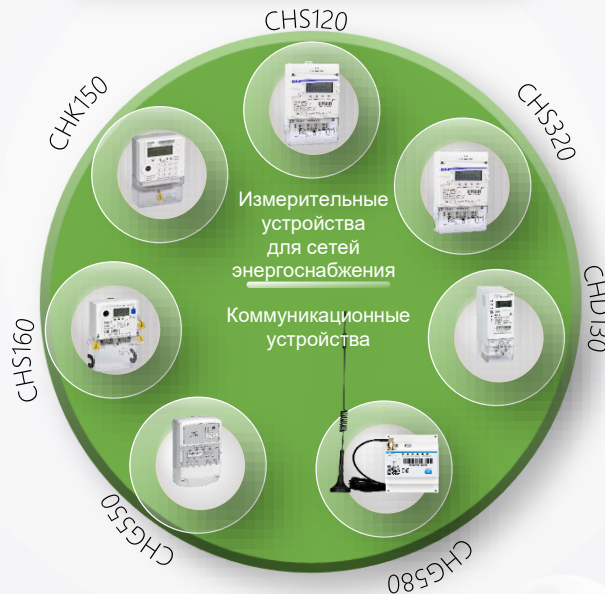 CHS120
CHK150
CHS320
Измерительные
устройства
для сетей
энергоснабжения
Коммуникационные
устройства
CHD130
CHS160
CHG550
CHG580